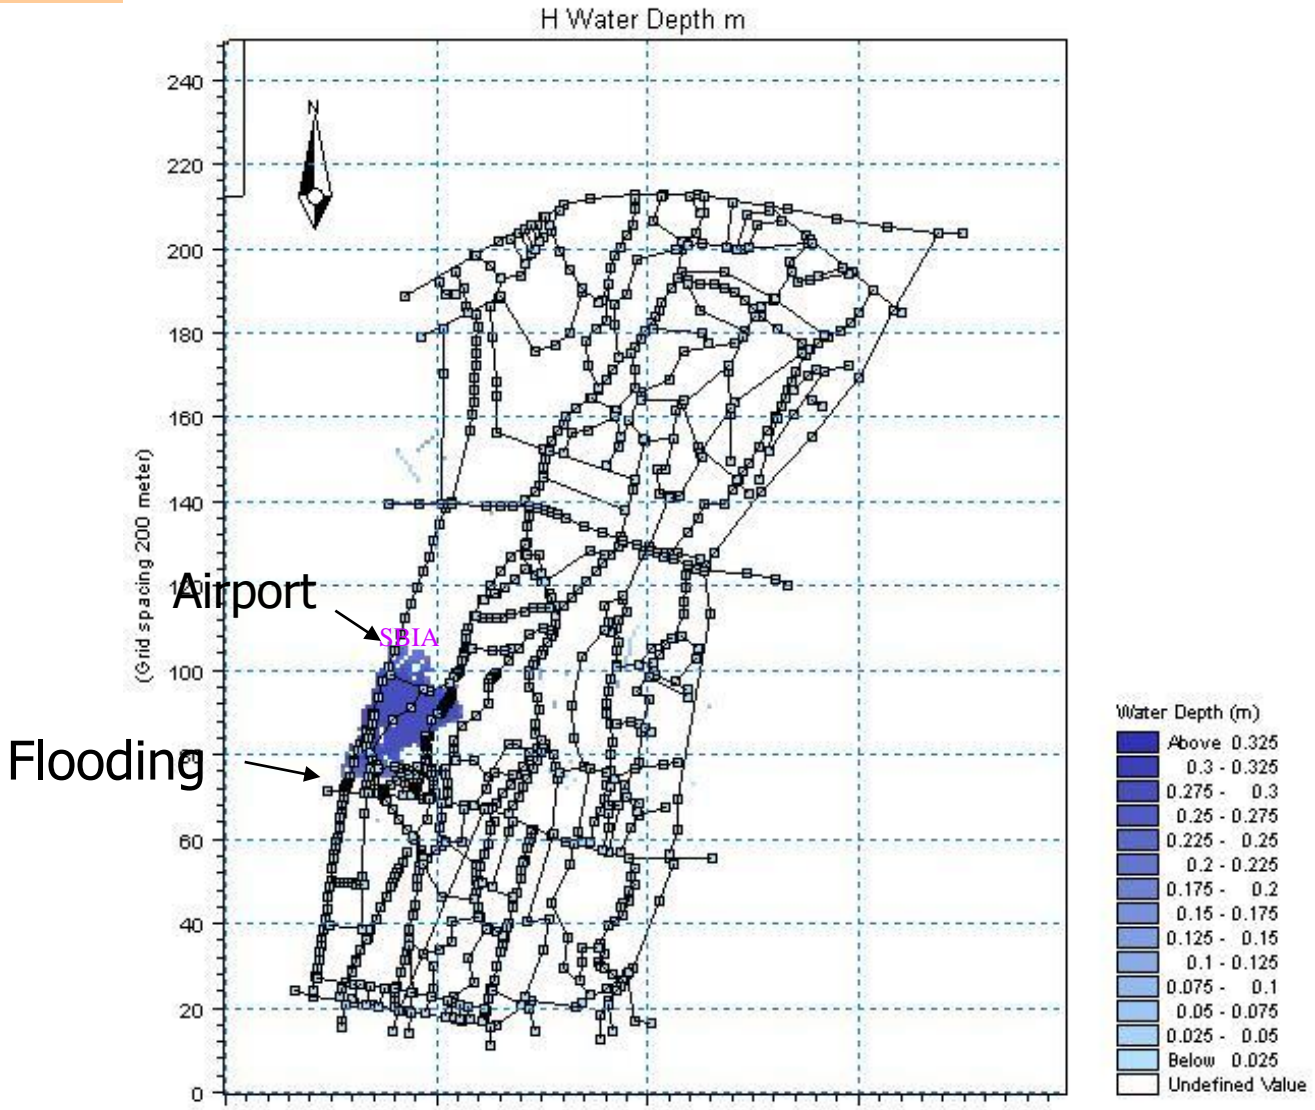 H Water Depth m
240
N
220
200
180
160
(Grid spacing 200 meter)
140
120
Airport
SBIA
100
Flooding
80
60
40
20
0
Water Depth (m)
Above 0.325
0.3 - 0.325
0.275 - 0.3
0.25 - 0.275
0.225 - 0.25
0.2 - 0.225
0.175 - 0.2
0.15 - 0.175
0.125 - 0.15
0.1 - 0.125
0.075 - 0.1
0.05 - 0.075
0.025 - 0.05
Below 0.025
Undefined Value